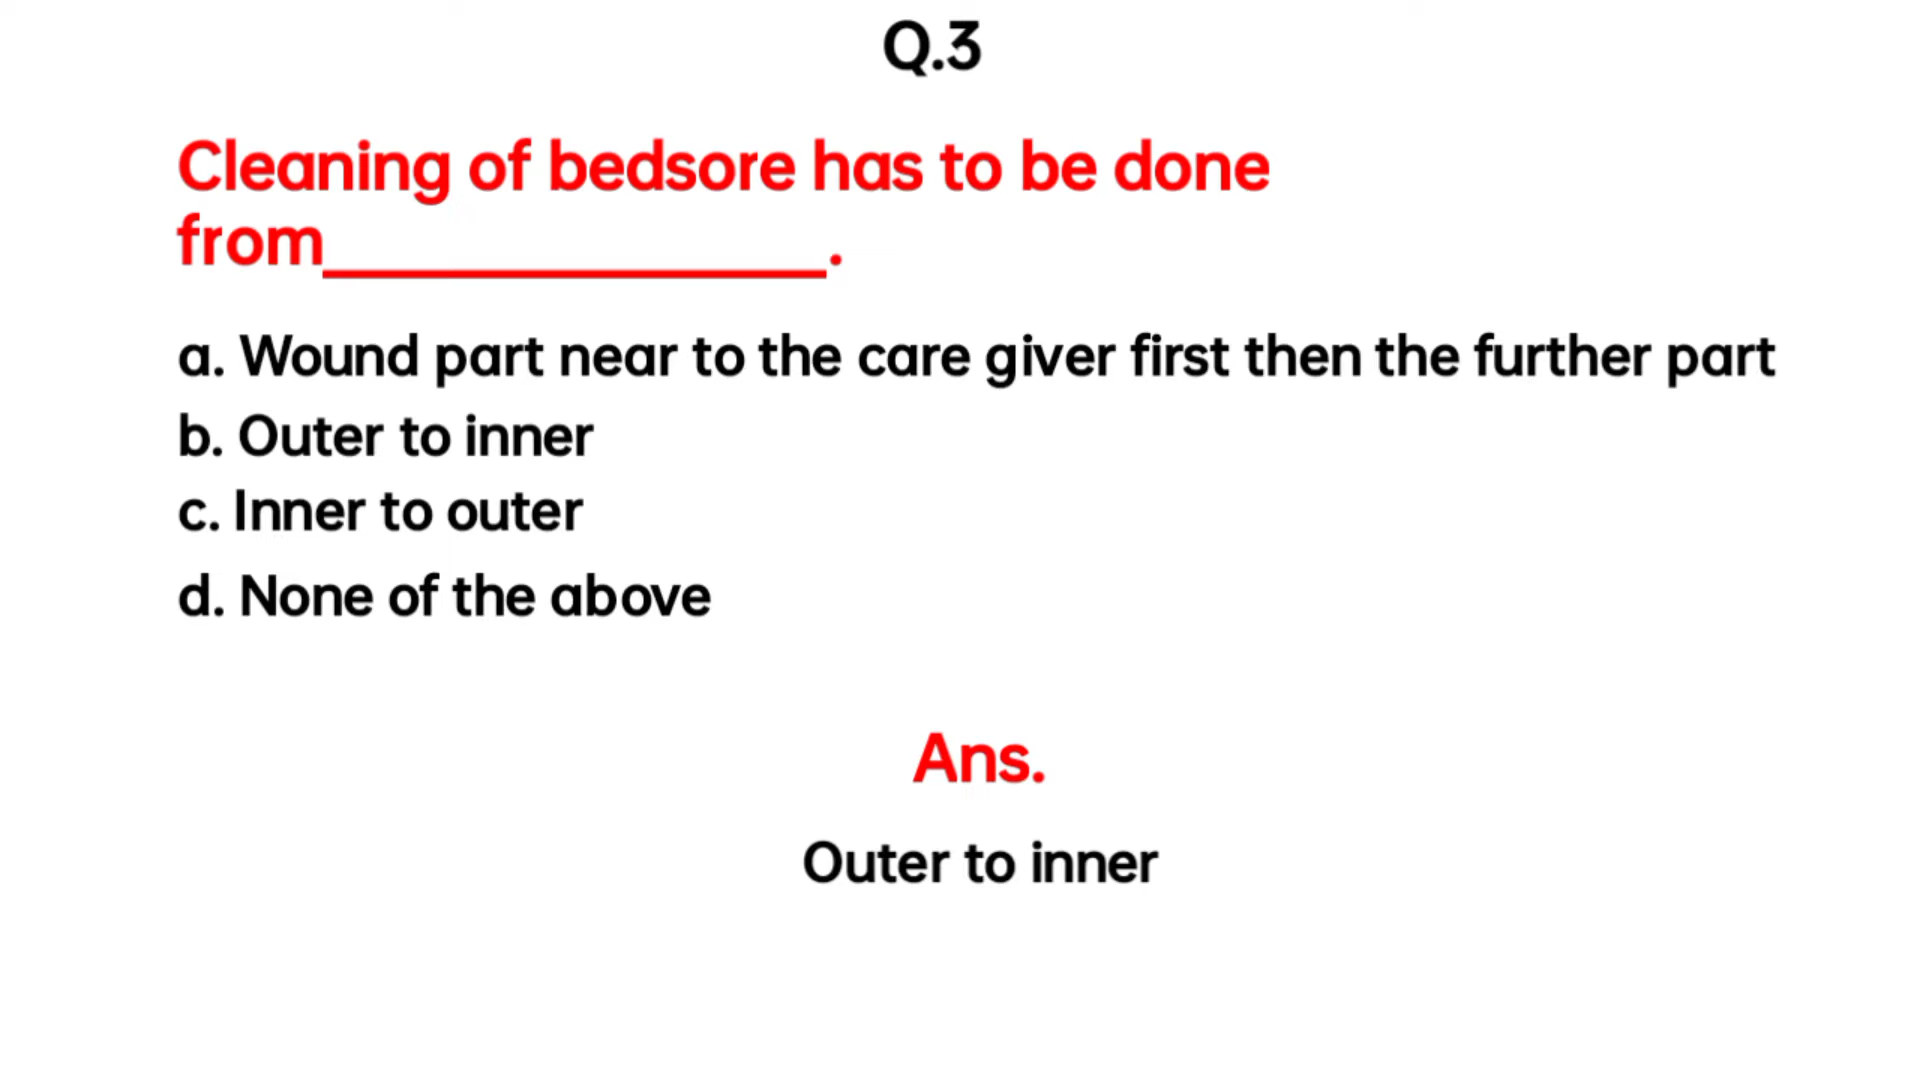 Q.3
Cleaning of bedsore has to be done
from_______________.
a. Wound part near to the care giver first then the further part
b. Outer to inner
c. Inner to outer
d. None of the above
Ans.
Outer to inner